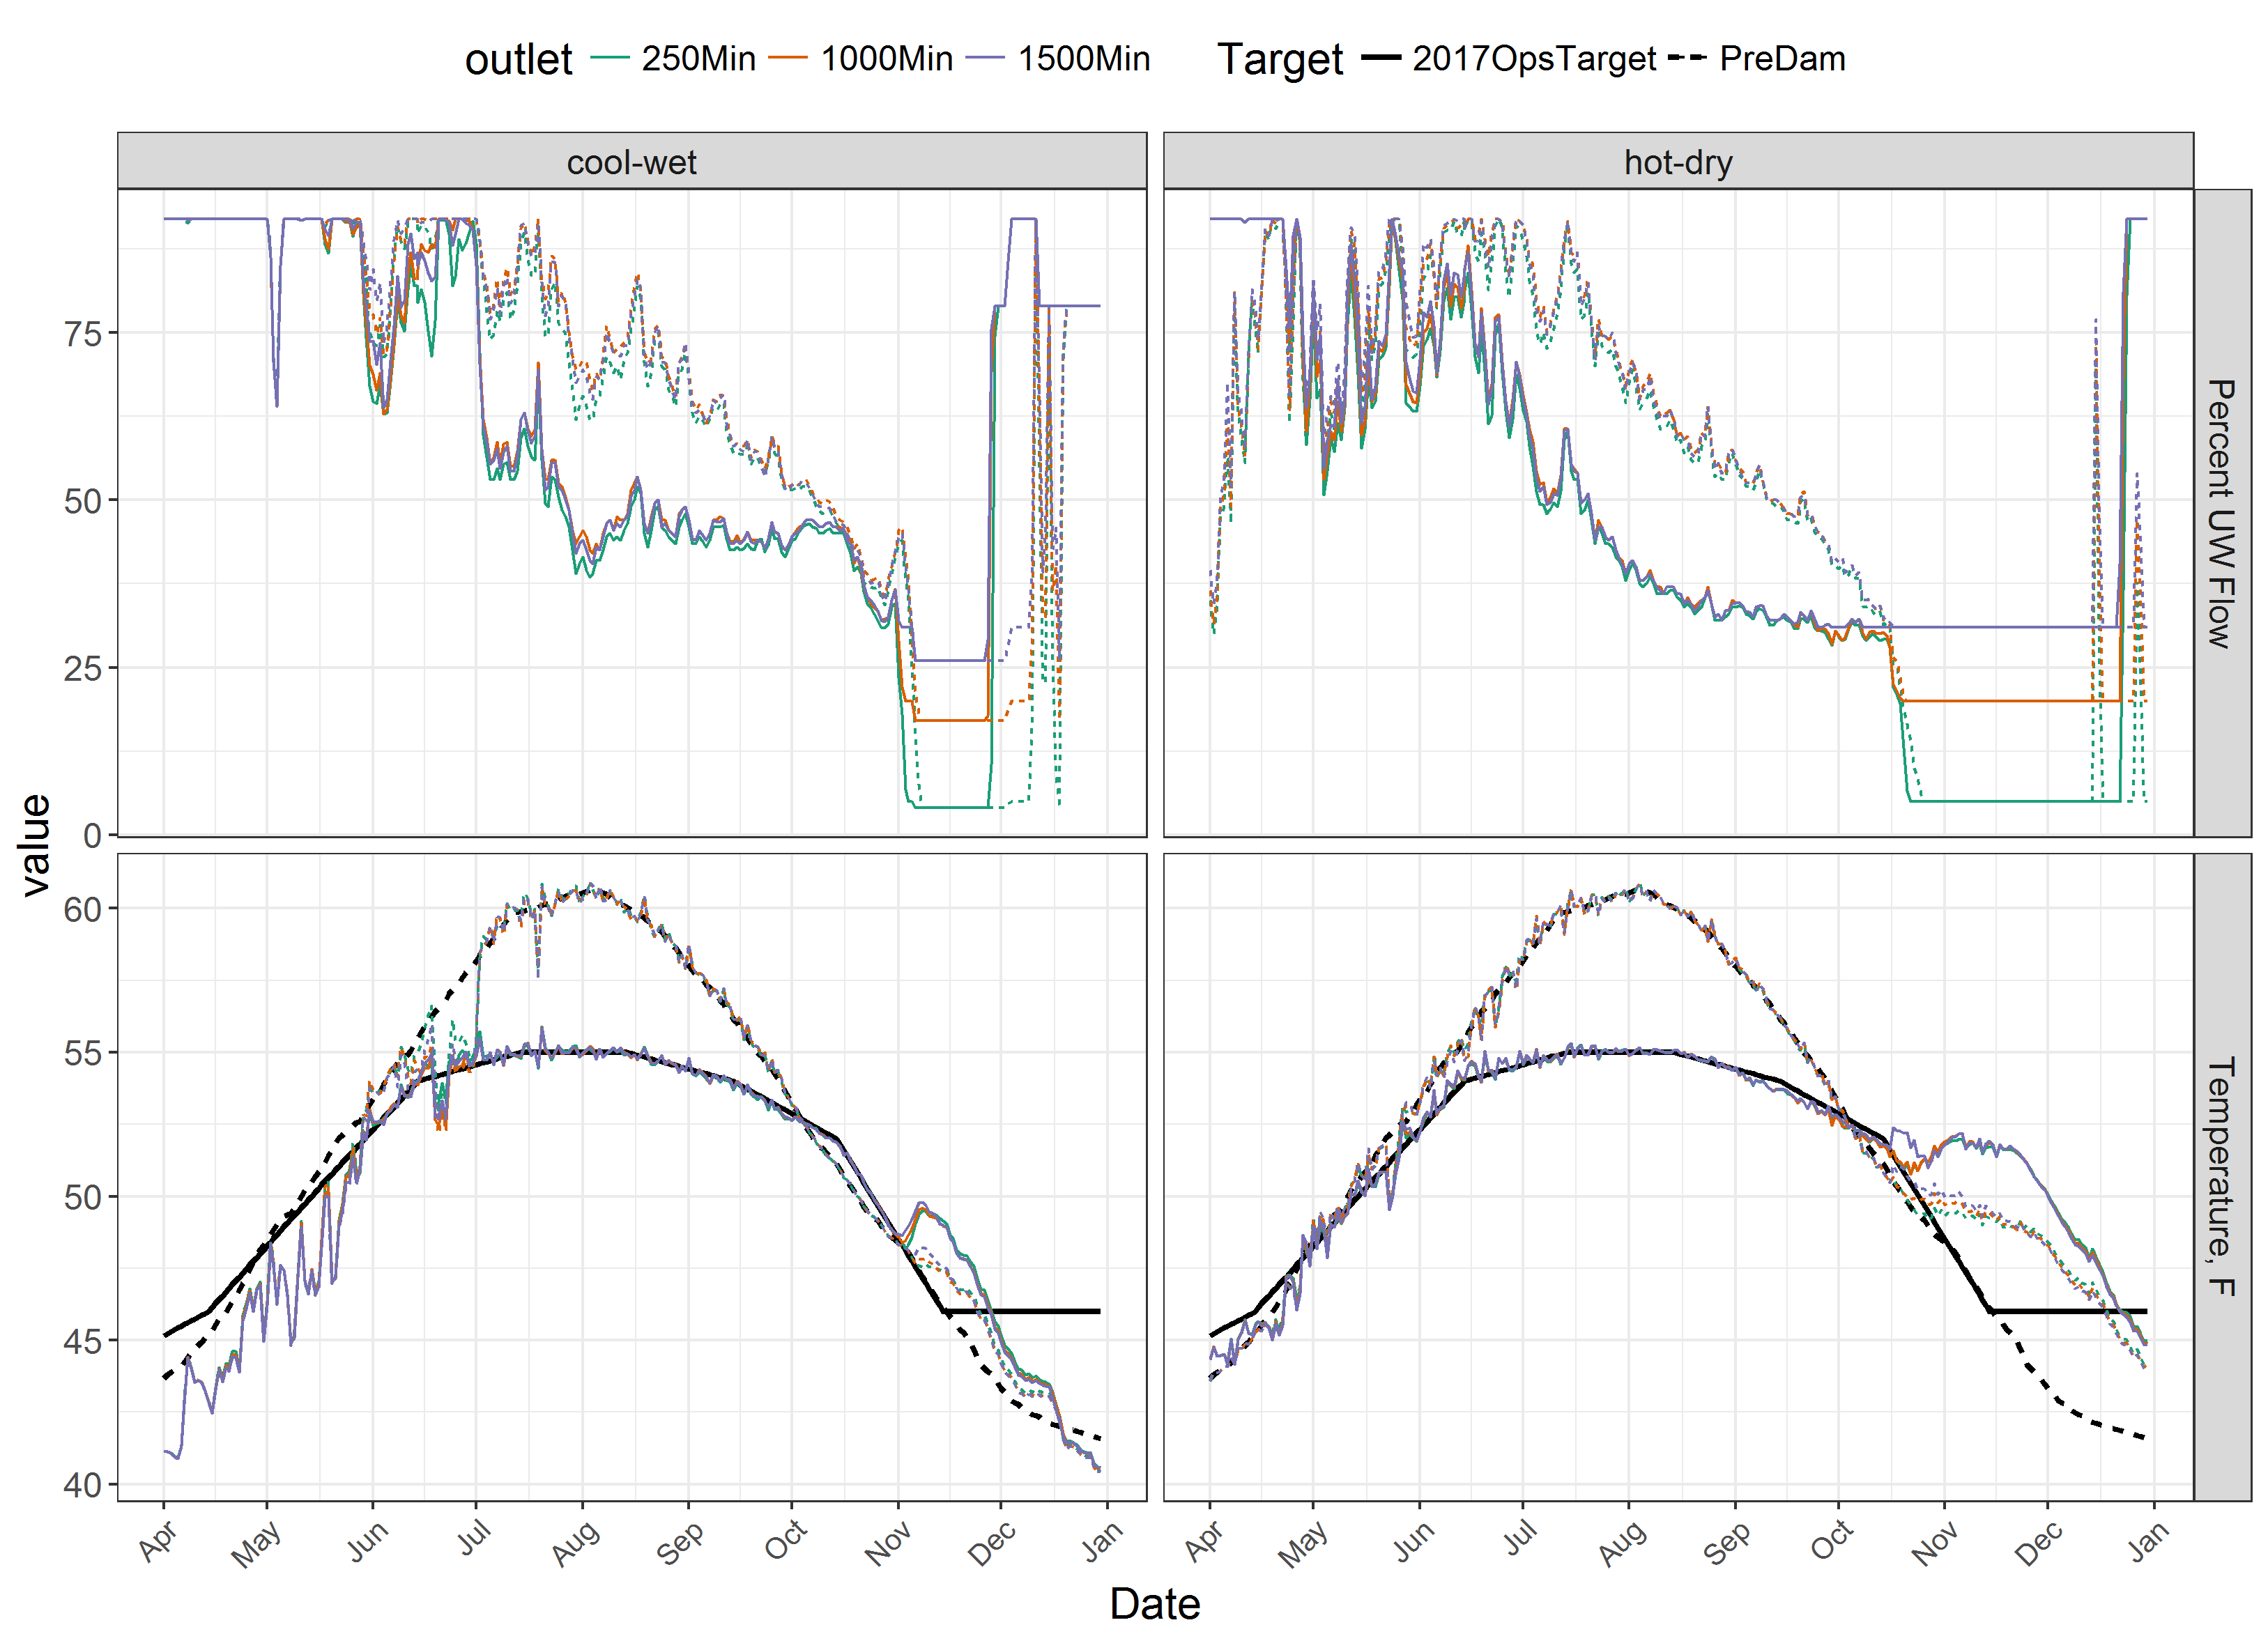 outlet 250Min 1000Min 1500Min Target 2017OpsTarget PreDam
cool-wet hot-dry
75
50
25
0
Percent UW Flow
value
60
55
50
45
40
Temperature, F
Apr May Jun Jul Aug Sep Oct Nov Dec Jan Apr May Jun Jul Aug Sep Oct Nov Dec Jan
Date